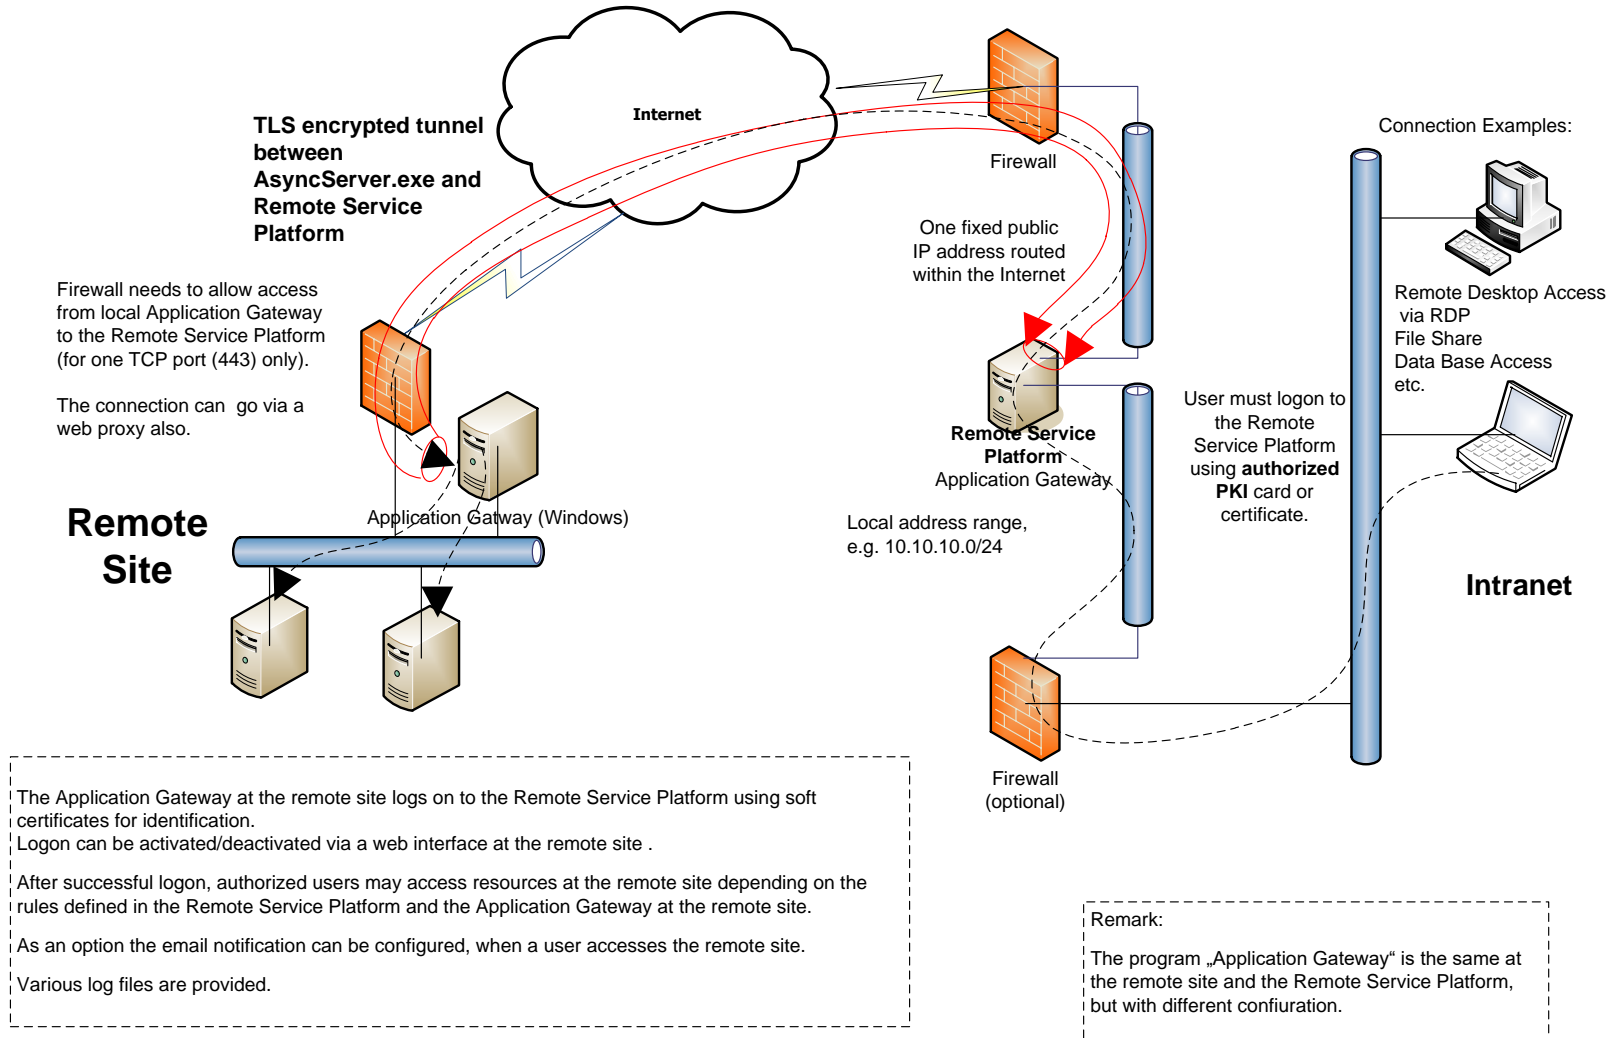 Internet
TLS encrypted tunnel
between
AsyncServer.exe and
Remote Service
Platform
Firewall
Connection Examples:
One fixed public
IP address routed
within the Internet
Firewall needs to allow access
from local Application Gateway
to the Remote Service Platform
(for one TCP port (443) only).
The connection can  go via a
web proxy also.
Remote Desktop Access
via RDP
File Share
Data Base Access
etc.
User must logon to
the Remote
Service Platform
using authorized
PKI card or
certificate.
Remote Service
Platform
Application Gateway
Application Gatway (Windows)
Remote
Site
Local address range,
e.g. 10.10.10.0/24
Intranet
Firewall
(optional)
The Application Gateway at the remote site logs on to the Remote Service Platform using soft
certificates for identification.
Logon can be activated/deactivated via a web interface at the remote site .
After successful logon, authorized users may access resources at the remote site depending on the
rules defined in the Remote Service Platform and the Application Gateway at the remote site.
As an option the email notification can be configured, when a user accesses the remote site.
Various log files are provided.
Remark:
The program „Application Gateway“ is the same at
the remote site and the Remote Service Platform,
but with different confiuration.